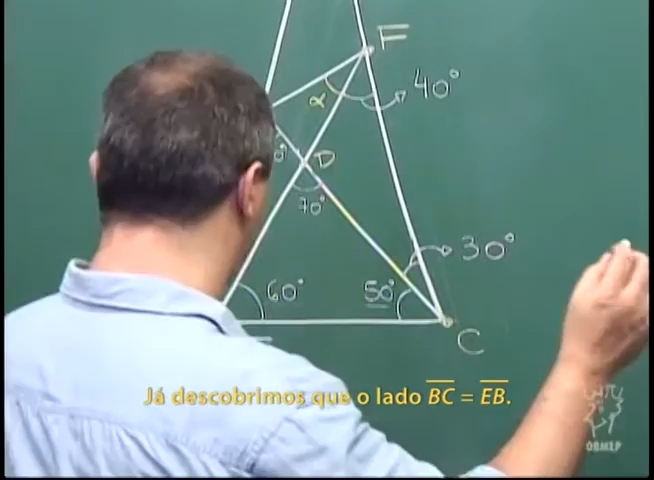 F
40°
α
D
70°
30°
60°
50°
C
Já descobrimos que o lado BC = EB.
OBMEP